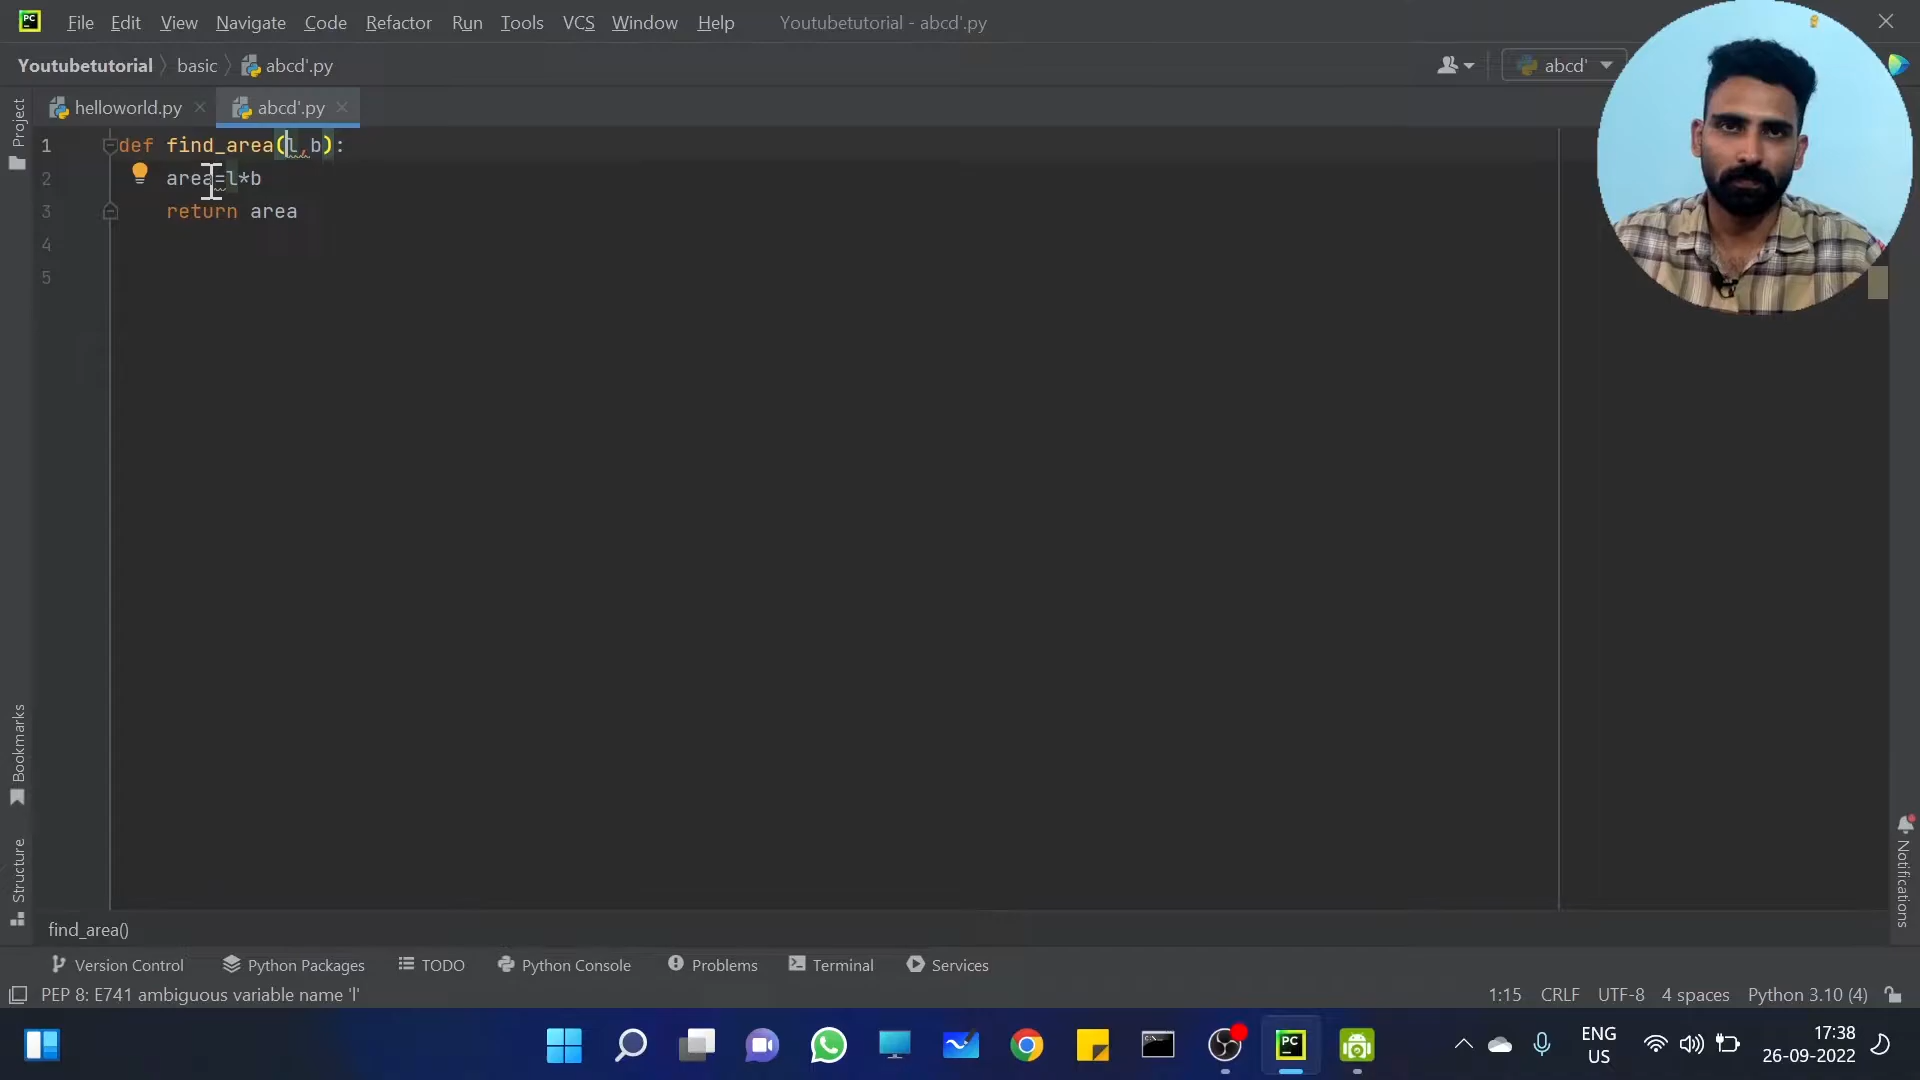 File Edit View Navigate Code Refactor Run Tools VCS Window Help Youtubetutorial - abcd'.py
Youtubetutorial basic abcd'.py abcd'
helloworld.py abcd'.py
Project
1 def find_area(l,b):
2 area=l*b
3 return area
4
5
Bookmarks
Structure
Notifications
find_area()
Version Control Python Packages TODO Python Console Problems Terminal Services
PEP 8: E741 ambiguous variable name 'l' 1:15 CRLF UTF-8 4 spaces Python 3.10 (4)
PC
ENG
US
17:38
26-09-2022